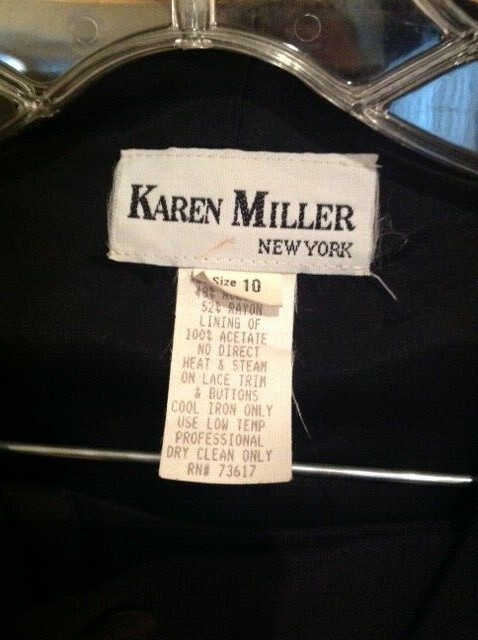 KAREN MILLER
NEW YORK
Size 10
52% RAYON
LINING OF
100% ACETATE
NO DIRECT
HEAT & STEAM
ON LACE TRIM
& BUTTONS
COOL IRON ONLY
USE LOW TEMP
PROFESSIONAL
DRY CLEAN ONLY
RN# 73617